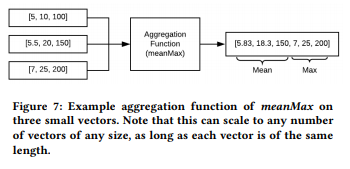 [5, 10, 100]
[5.5, 20, 150]
[7, 25, 200]
Aggregation
Function
(meanMax)
[5.83, 18.3, 150, 7, 25, 200]
Mean
Max
Figure 7: Example aggregation function of meanMax on
three small vectors. Note that this can scale to any number
of vectors of any size, as long as each vector is of the same
length.